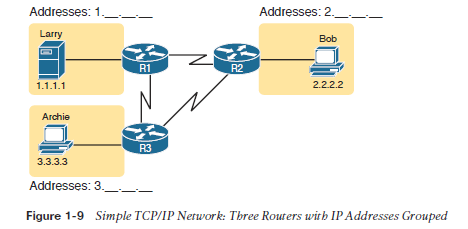 Addresses: 1.__.__.__
Addresses: 2.__.__.__
Larry
Bob
R1
R2
1.1.1.1
2.2.2.2
Archie
R3
3.3.3.3
Addresses: 3.__.__.__
Figure 1-9 Simple TCP/IP Network: Three Routers with IP Addresses Grouped